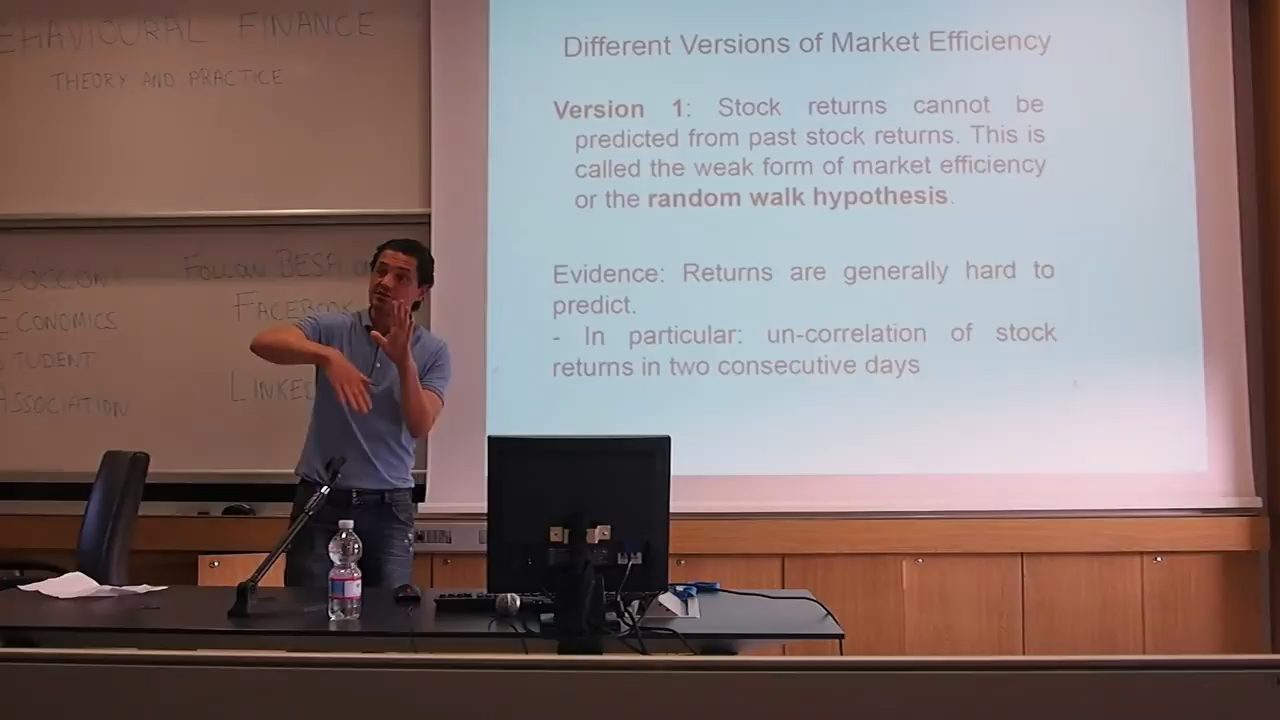 EHAVIOURAL FINANCE
THEORY AND PRACTICE
BOCCONI
ECONOMICS
STUDENT
ASSOCIATION
FOLLOW BESA on
FACEBOOK
LINKED
Different Versions of Market Efficiency
Version 1: Stock returns cannot be
predicted from past stock returns. This is
called the weak form of market efficiency
or the random walk hypothesis.
Evidence: Returns are generally hard to
predict.
- In particular: un-correlation of stock
returns in two consecutive days